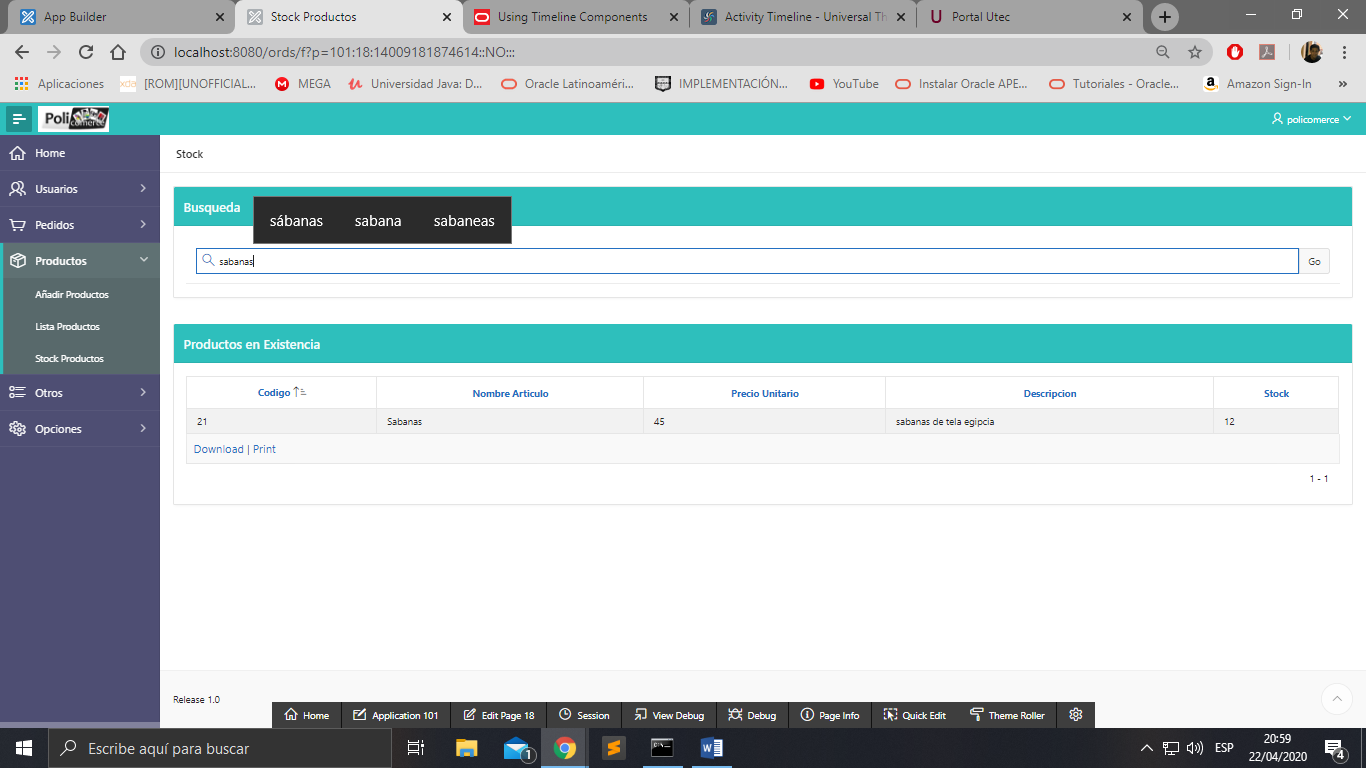 App Builder
Stock Productos
Using Timeline Components
Activity Timeline - Universal Th
Portal Utec
localhost:8080/ords/f?p=101:18:14009181874614::NO:::
Aplicaciones
[ROM][UNOFFICIAL...
MEGA
Universidad Java: D...
Oracle Latinoaméri...
IMPLEMENTACIÓN...
YouTube
Instalar Oracle APE...
Tutoriales - Oracle...
Amazon Sign-In
Policomerce
policomerce
Home
Usuarios
Pedidos
Productos
Añadir Productos
Lista Productos
Stock Productos
Otros
Opciones
Stock
Busqueda
sábanas sabana sabaneas
sabanas
Go
Productos en Existencia
Codigo Nombre Articulo Precio Unitario Descripcion Stock
21 Sabanas 45 sabanas de tela egipcia 12
Download | Print
1 - 1
Release 1.0
Home Application 101 Edit Page 18 Session View Debug Debug Page Info Quick Edit Theme Roller
Escribe aquí para buscar
1
ESP
20:59
22/04/2020
4